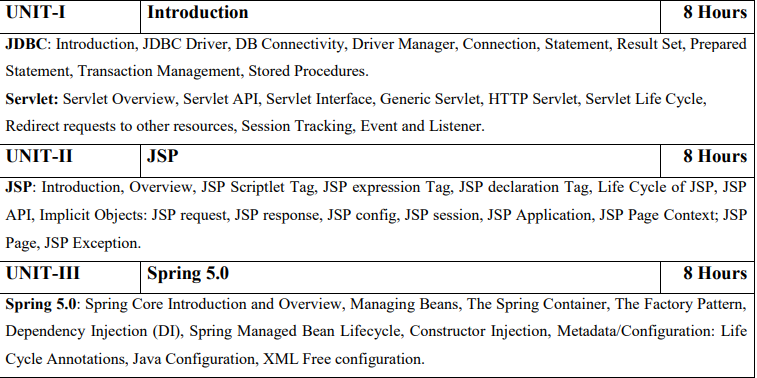 UNIT-I Introduction 8 Hours
JDBC: Introduction, JDBC Driver, DB Connectivity, Driver Manager, Connection, Statement, Result Set, Prepared
Statement, Transaction Management, Stored Procedures.
Servlet: Servlet Overview, Servlet API, Servlet Interface, Generic Servlet, HTTP Servlet, Servlet Life Cycle,
Redirect requests to other resources, Session Tracking, Event and Listener.
UNIT-II JSP 8 Hours
JSP: Introduction, Overview, JSP Scriptlet Tag, JSP expression Tag, JSP declaration Tag, Life Cycle of JSP, JSP
API, Implicit Objects: JSP request, JSP response, JSP config, JSP session, JSP Application, JSP Page Context; JSP
Page, JSP Exception.
UNIT-III Spring 5.0 8 Hours
Spring 5.0: Spring Core Introduction and Overview, Managing Beans, The Spring Container, The Factory Pattern,
Dependency Injection (DI), Spring Managed Bean Lifecycle, Constructor Injection, Metadata/Configuration: Life
Cycle Annotations, Java Configuration, XML Free configuration.